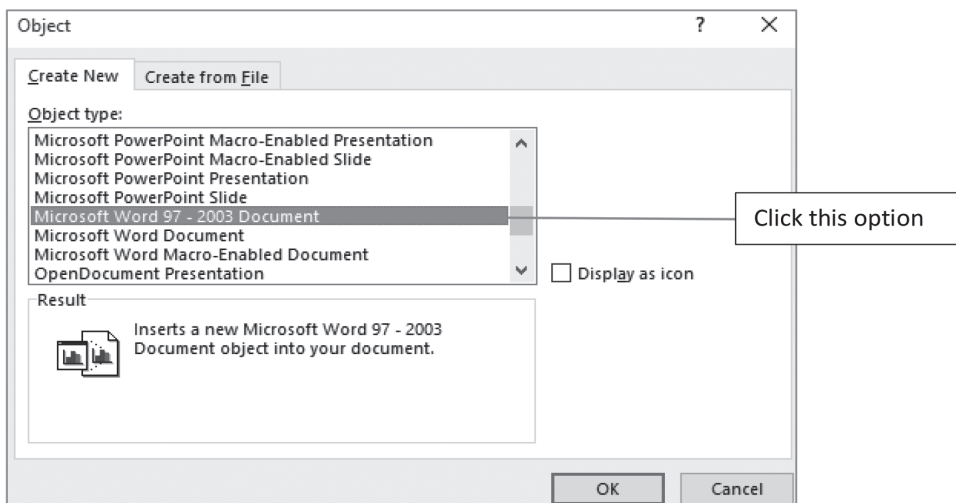 Object
?
Create New
Create from File
Object type:
Microsoft PowerPoint Macro-Enabled Presentation
Microsoft PowerPoint Macro-Enabled Slide
Microsoft PowerPoint Presentation
Microsoft PowerPoint Slide
Microsoft Word 97 - 2003 Document
Click this option
Microsoft Word Document
Microsoft Word Macro-Enabled Document
OpenDocument Presentation
Display as icon
Result
Inserts a new Microsoft Word 97 - 2003
Document object into your document.
OK
Cancel